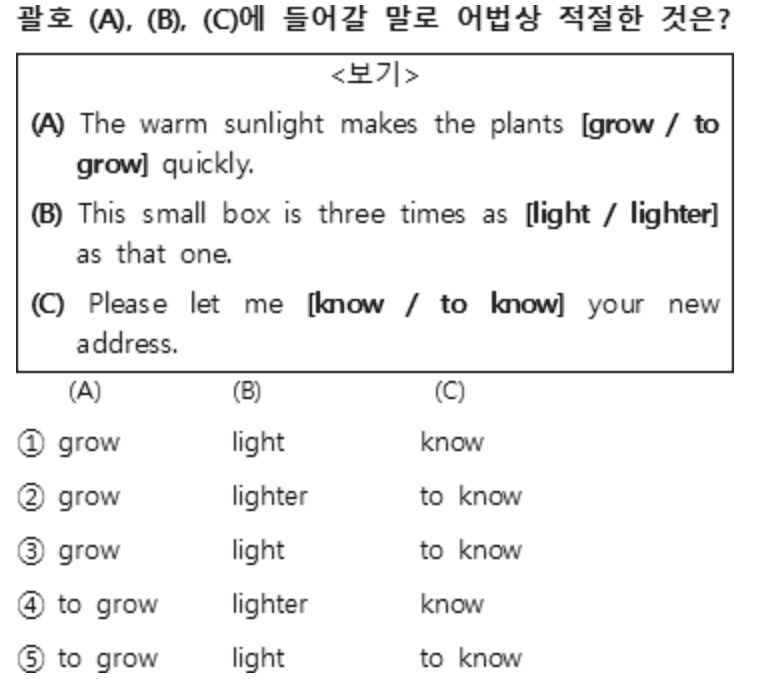 괄호 (A), (B), (C)에 들어갈 말로 어법상 적절한 것은?
<보기>
(A) The warm sunlight makes the plants [grow / to
grow] quickly.
(B) This small box is three times as [light / lighter]
as that one.
(C) Please let me [know / to know] your new
address.
(A) (B) (C)
① grow light know
② grow lighter to know
③ grow light to know
④ to grow lighter know
⑤ to grow light to know